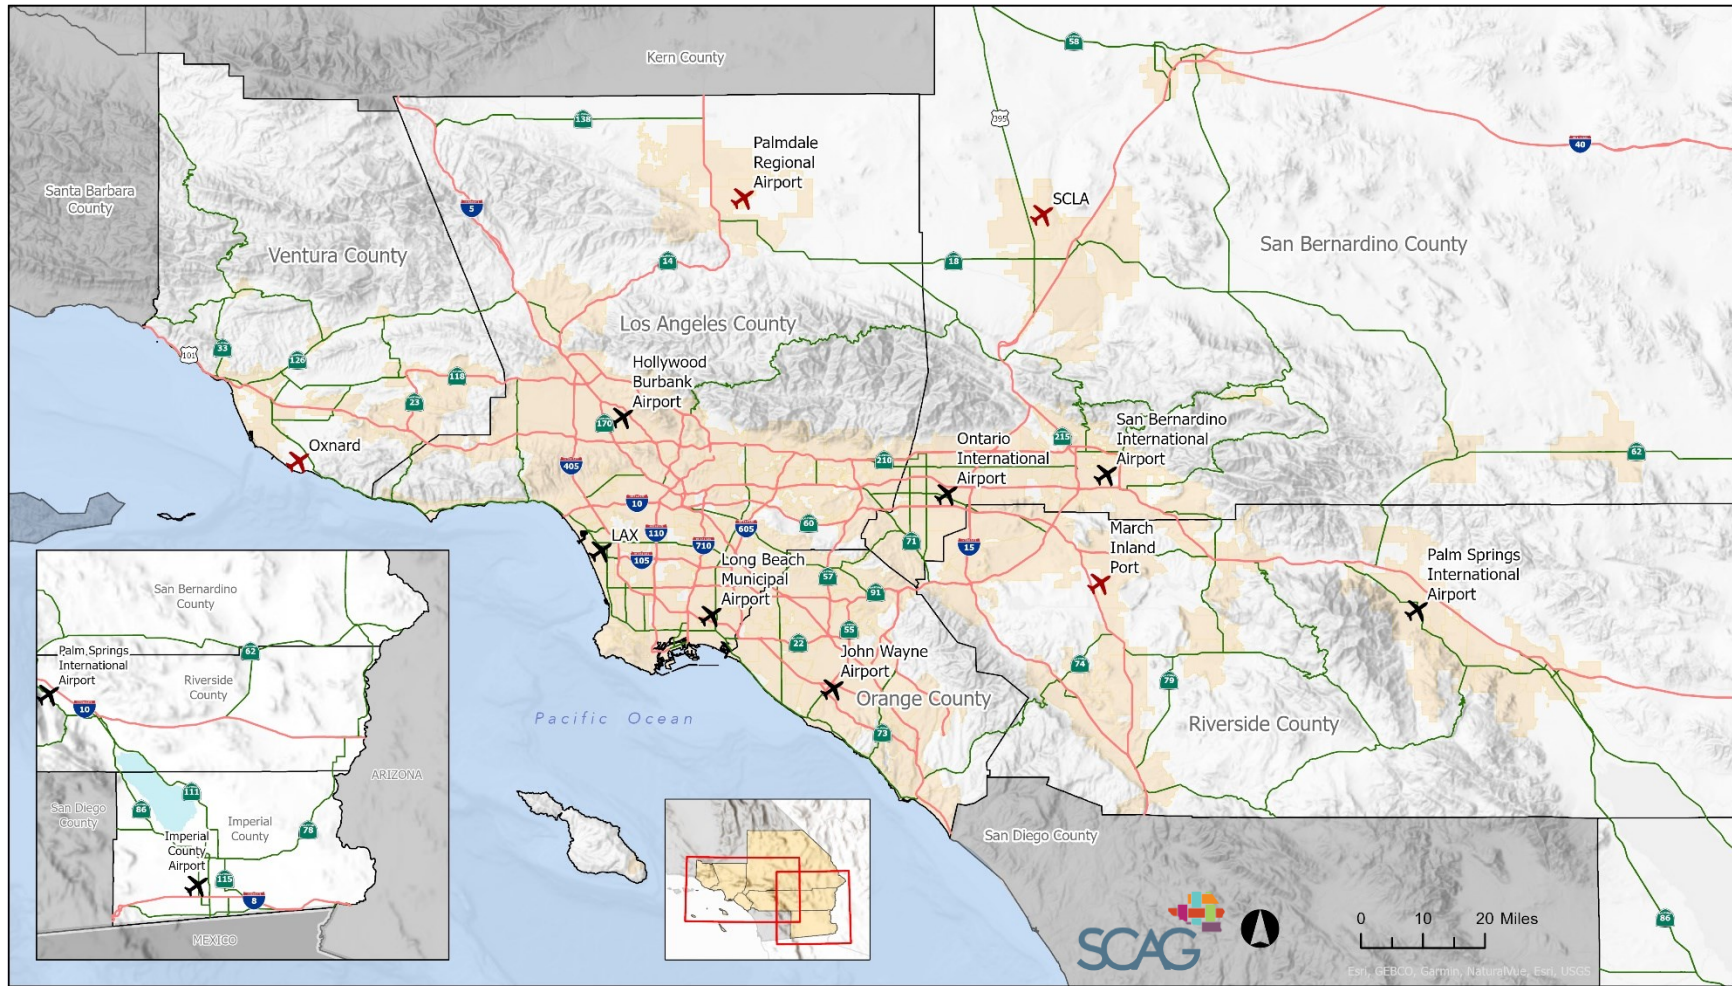 Kern County
58
395
138
40
Palmdale
Regional
Airport
Santa Barbara
County
SCLA
5
San Bernardino County
Ventura County
14
18
Los Angeles County
101
33
126
118
Hollywood
Burbank
Airport
23
170
San Bernardino
International
Airport
215
Ontario
International
Airport
Oxnard
405
210
62
10
110
605
60
LAX
710
105
Long Beach
Municipal
Airport
71
15
March
Inland
Port
Palm Springs
International
Airport
57
91
55
22
John Wayne
Airport
74
79
Orange County
Riverside County
Pacific Ocean
73
San Bernardino
County
Palm Springs
International
Airport
62
Riverside
County
10
ARIZONA
San Diego
County
86
111
Imperial
County
78
Imperial
County
Airport
115
8
MEXICO
San Diego County
SCAG
0 10 20 Miles
86
Esri, GEBCO, Garmin, NaturalVue, Esri, USGS